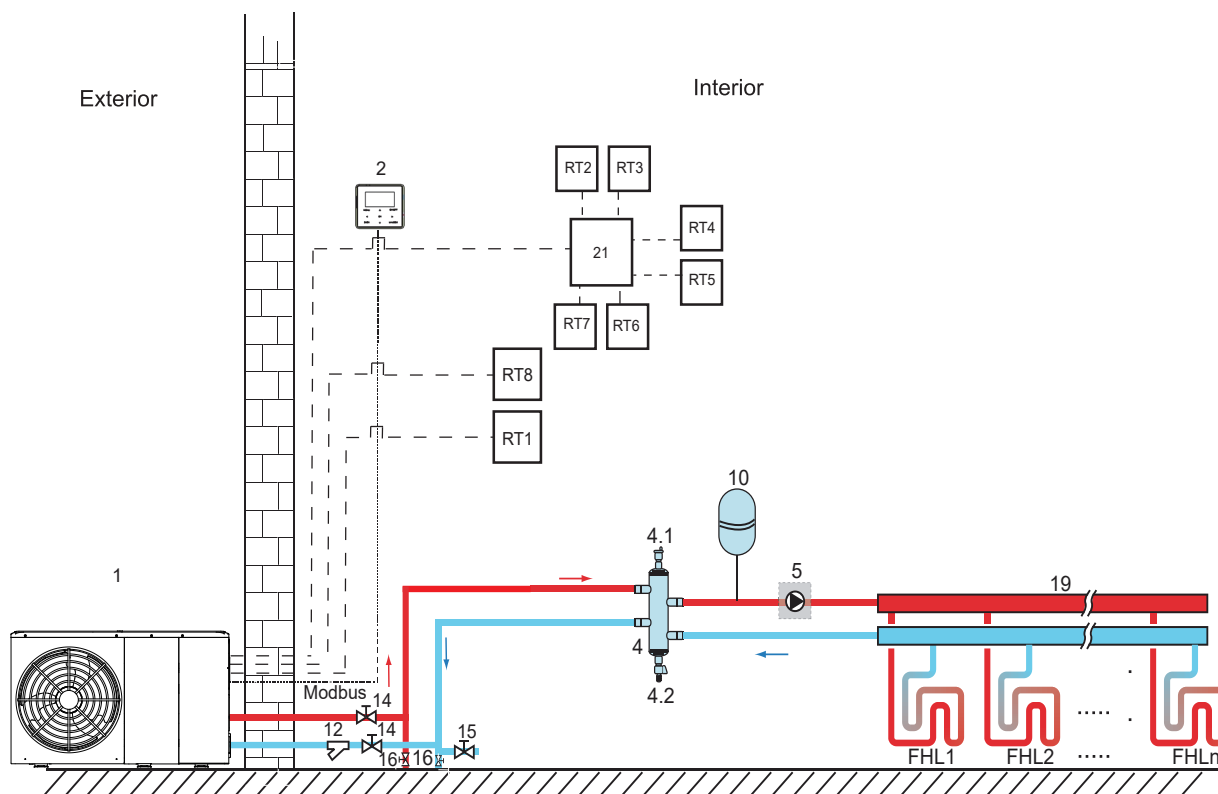 Exterior
Interior
2
RT2
RT3
RT4
21
RT5
RT7
RT6
RT8
RT1
10
4.1
1
5
19
4
4.2
Modbus
14
12
14
15
16
16
FHL1
FHL2
.....
.....
FHLn